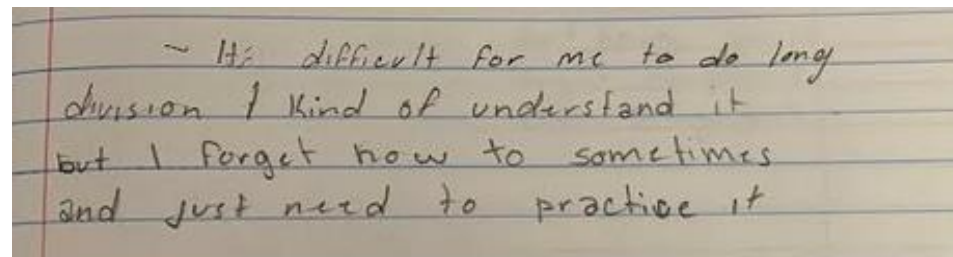 ~ Its difficult for me to do long
division I kind of understand it
but I forget how to sometimes
and just need to practice it